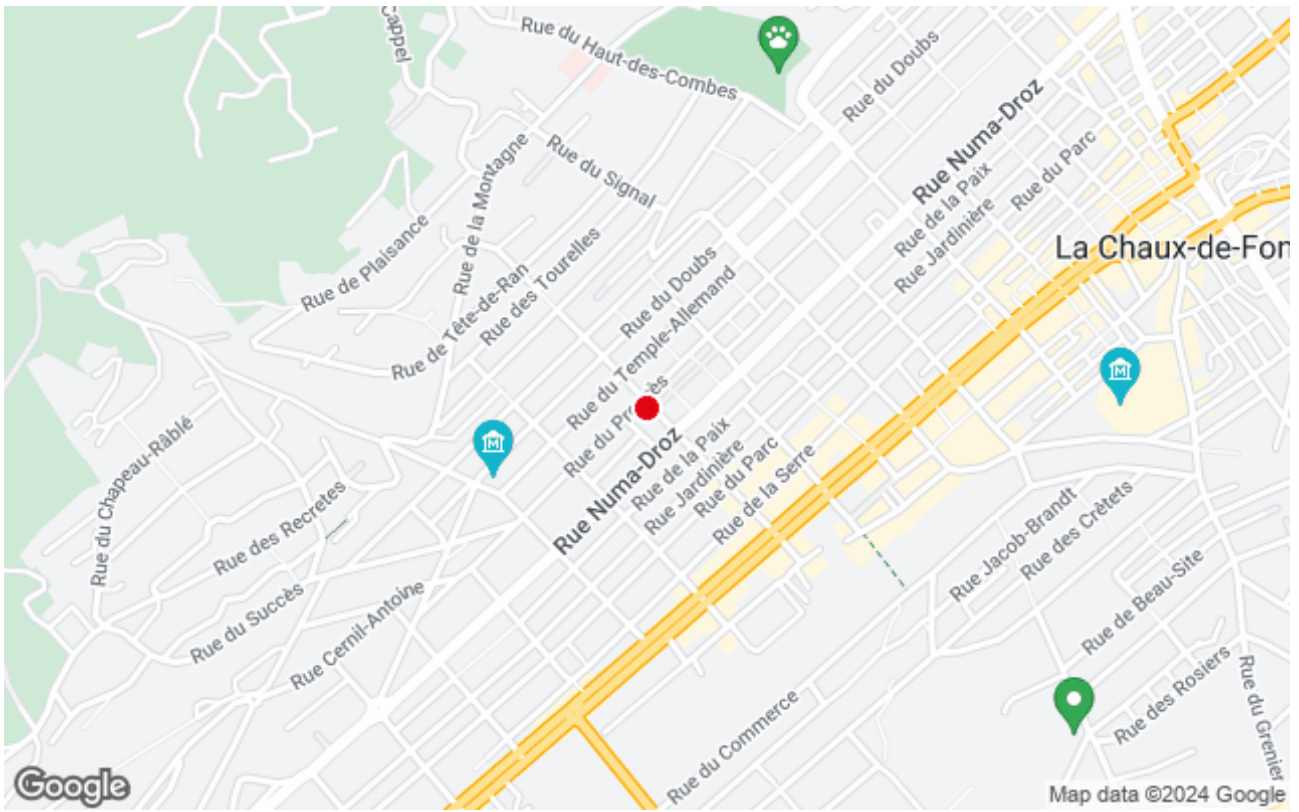 Cappel
Rue du Haut-des-Combes
Rue du Doubs
Rue Numa-Droz
Rue du Signal
Rue de la Montagne
Rue de la Paix
Rue du Parc
Rue Jardinière
Rue de Plaisance
Rue des Tourelles
Rue de Tête-de-Ran
Rue du Doubs
Rue du Temple-Allemand
La Chaux-de-Fon
Rue du
Rue Numa-Droz
Rue de la Paix
Rue Jardinière
Rue du Parc
Rue de la Serre
Rue du Chapeau-Râblé
Rue des Recretes
Rue du Succès
Rue Cernil-Antoine
Rue Jacob-Brandt
Rue des Crêtets
Rue de Beau-Site
Rue des Rosiers
Rue du Grenier
Rue du Commerce
Google
Map data ©2024 Google